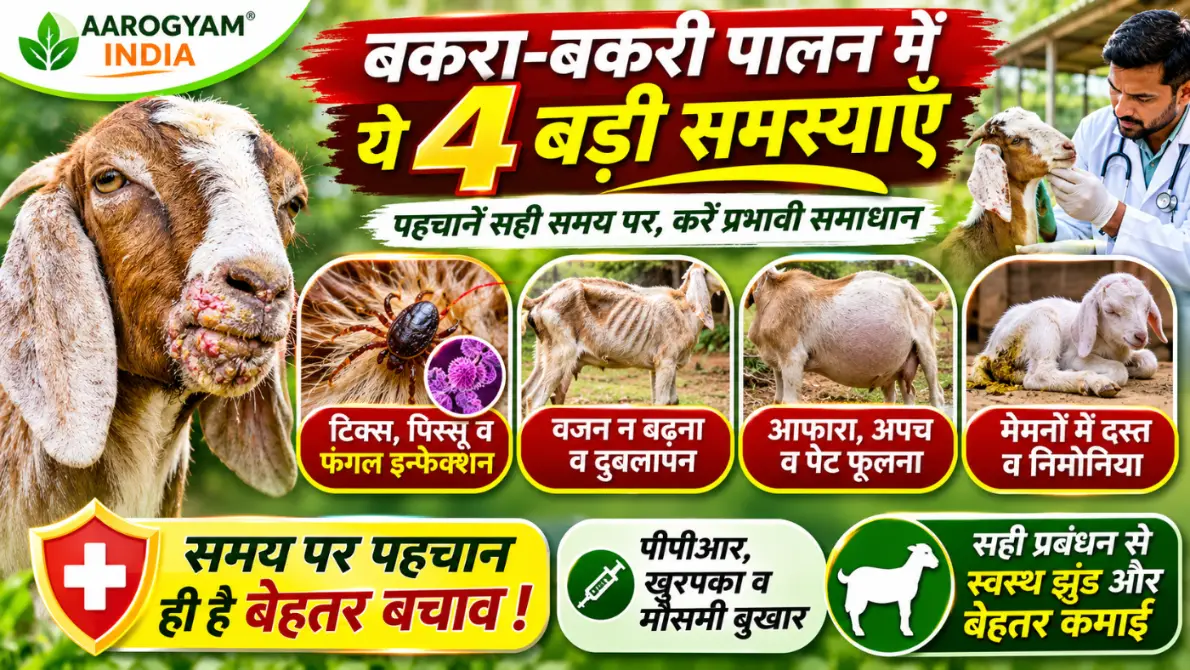 AAROGYAM®
INDIA
बकरा-बकरी पालन में
ये 4 बड़ी समस्याएँ
पहचानें सही समय पर, करें प्रभावी समाधान
टिक्स, पिस्सू व
फंगल इन्फेक्शन
वजन न बढ़ना
व दुबलापन
आफारा, अपच
व पेट फूलना
मेमनों में दस्त
व निमोनिया
समय पर पहचान
ही है बेहतर बचाव !
पीपीआर,
खुरपका व
मौसमी बुखार
सही प्रबंधन से
स्वस्थ झुंड और
बेहतर कमाई